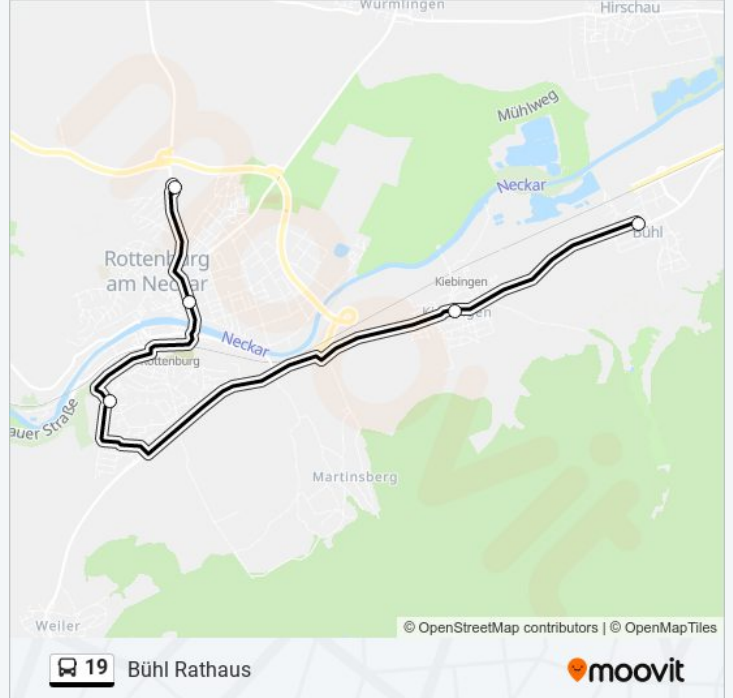 Wurmlingen
Hirschau
Mühlweg
Neckar
Bühl
Rottenburg
am Neckar
Kiebingen
Kiebingen
Neckar
Rottenburg
auer Straße
Martinsberg
Weiler
© OpenStreetMap contributors | © OpenMapTiles
19 Bühl Rathaus
moovit